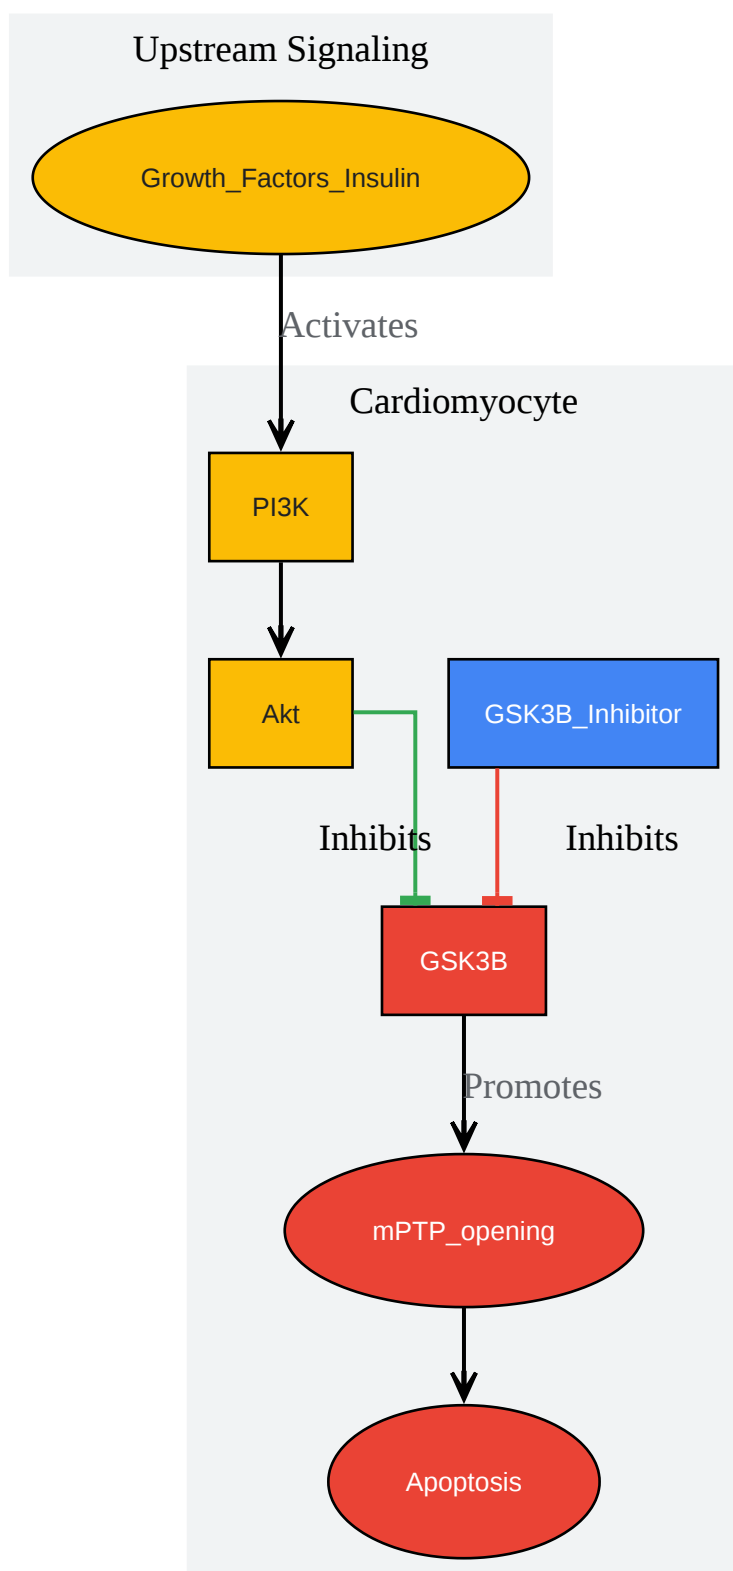 Upstream Signaling
Growth_Factors_Insulin
Activates
Cardiomyocyte
PI3K
Akt
GSK3B_Inhibitor
Inhibits
Inhibits
GSK3B
Promotes
mPTP_opening
Apoptosis